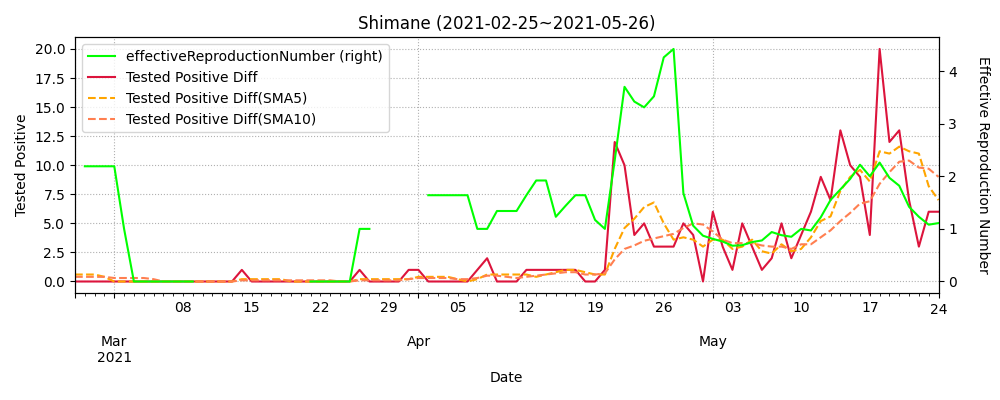 Shimane (2021-02-25~2021-05-26)
effectiveReproductionNumber (right)
Tested Positive Diff
Tested Positive Diff(SMA5)
Tested Positive Diff(SMA10)
Tested Positive
20.0
17.5
15.0
12.5
10.0
7.5
5.0
2.5
0.0
4
3
2
1
0
Effective Reproduction Number
08 15 22 29 05 12 19 26 03 10 17 24
Mar Apr May
2021
Date